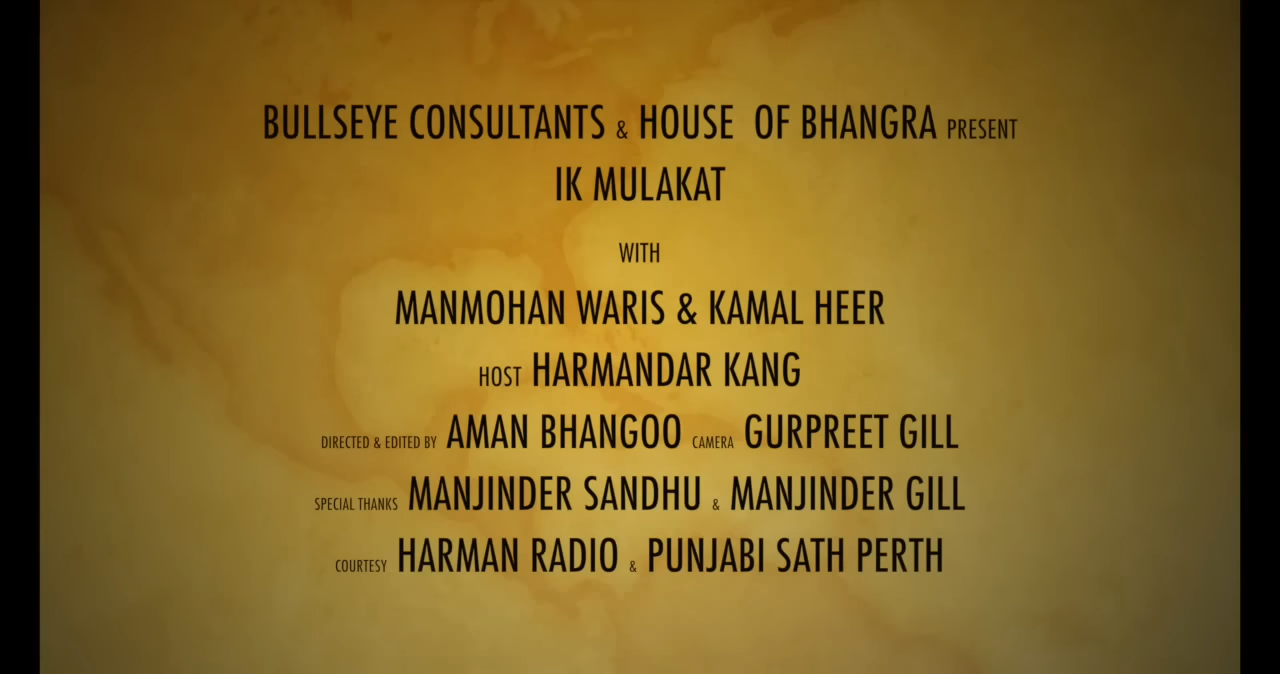 BULLSEYE CONSULTANTS & HOUSE OF BHANGRA PRESENT
IK MULAKAT
WITH
MANMOHAN WARIS & KAMAL HEER
HOST HARMANDAR KANG
DIRECTED & EDITED BY AMAN BHANGOO CAMERA GURPREET GILL
SPECIAL THANKS MANJINDER SANDHU & MANJINDER GILL
COURTESY HARMAN RADIO & PUNJABI SATH PERTH